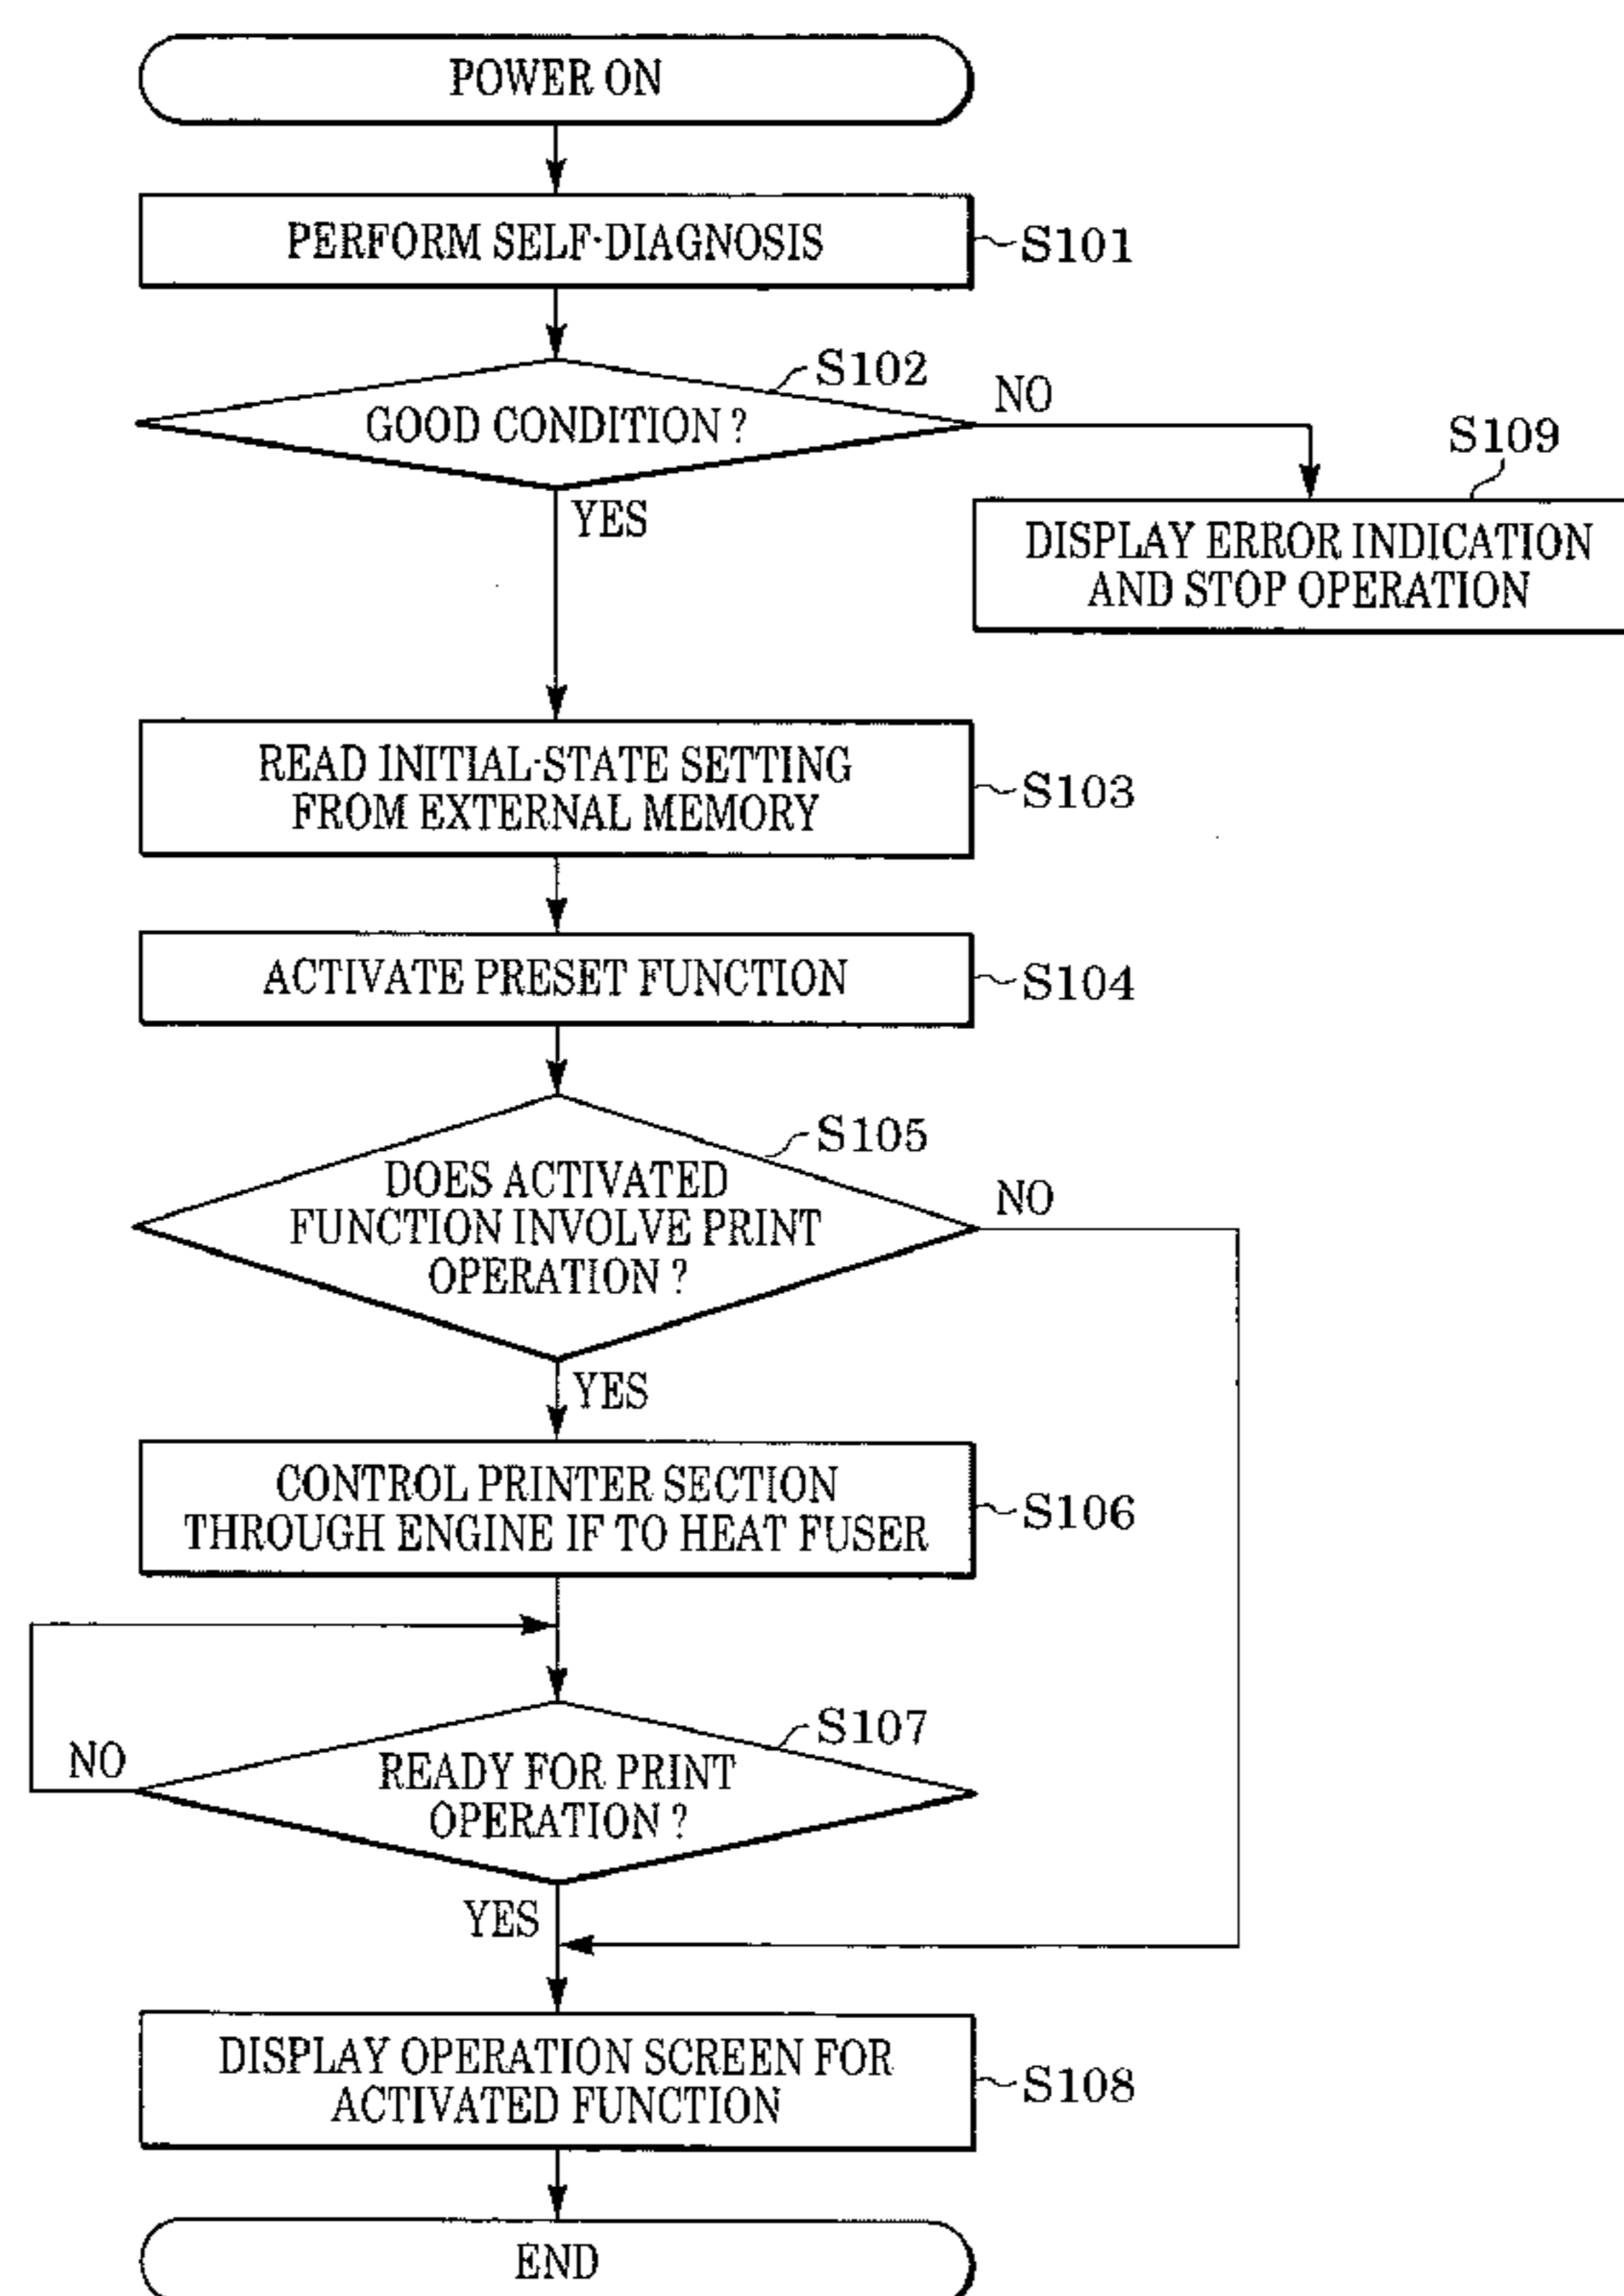 POWER ON
PERFORM SELF-DIAGNOSIS
S101
S102
GOOD CONDITION ?
NO
YES
S109
DISPLAY ERROR INDICATION
AND STOP OPERATION
READ INITIAL-STATE SETTING
FROM EXTERNAL MEMORY
S103
ACTIVATE PRESET FUNCTION
S104
S105
DOES ACTIVATED
FUNCTION INVOLVE PRINT
OPERATION ?
NO
YES
CONTROL PRINTER SECTION
THROUGH ENGINE IF TO HEAT FUSER
S106
S107
READY FOR PRINT
OPERATION ?
NO
YES
DISPLAY OPERATION SCREEN FOR
ACTIVATED FUNCTION
S108
END